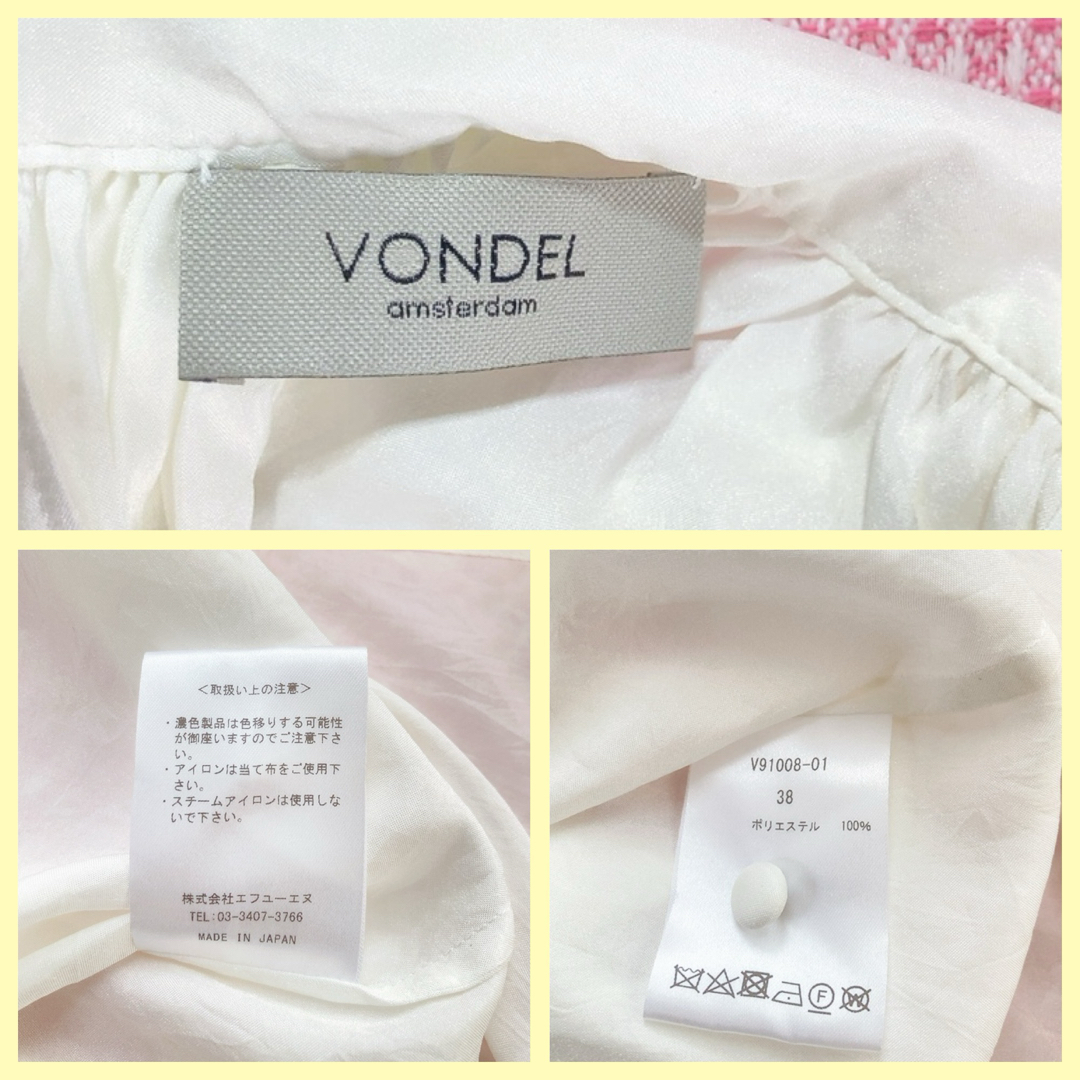 VONDEL
amsterdam
＜取扱い上の注意＞
・濃色製品は色移りする可能性
が御座いますのでご注意下さ
い。
・アイロンは当て布をご使用下
さい。
・スチームアイロンは使用しな
いで下さい。
株式会社エフユーエヌ
TEL:03-3407-3766
MADE IN JAPAN
V91008-01
38
ポリエステル 100%
F W